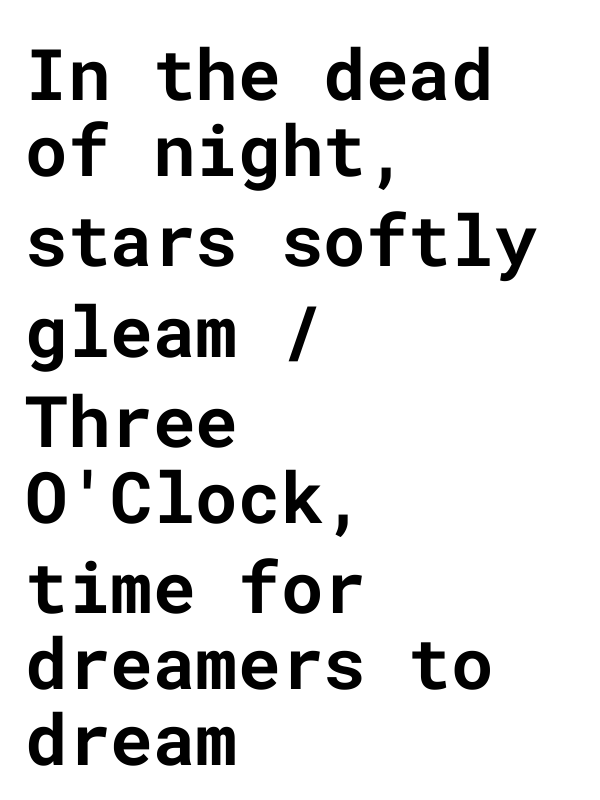 In the dead
of night,
stars softly
gleam /
Three
O'Clock,
time for
dreamers to
dream